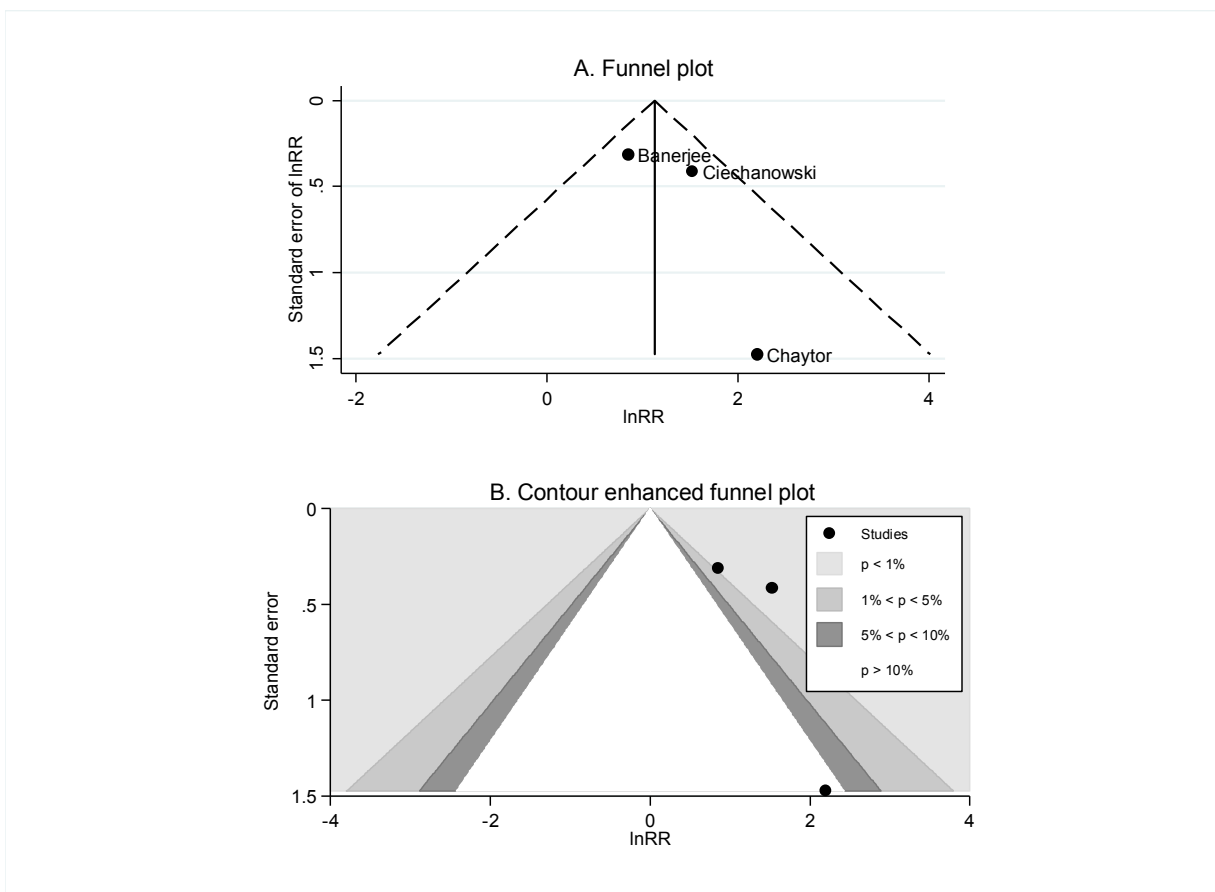 A. Funnel plot
Standard error of lnRR
0
.5
1
1.5
Banerjee
Ciechanowski
Chaytor
-2
0
2
4
lnRR
B. Contour enhanced funnel plot
Standard error
0
.5
1
1.5
Studies
p < 1%
1% < p < 5%
5% < p < 10%
p > 10%
-4
-2
0
2
4
lnRR